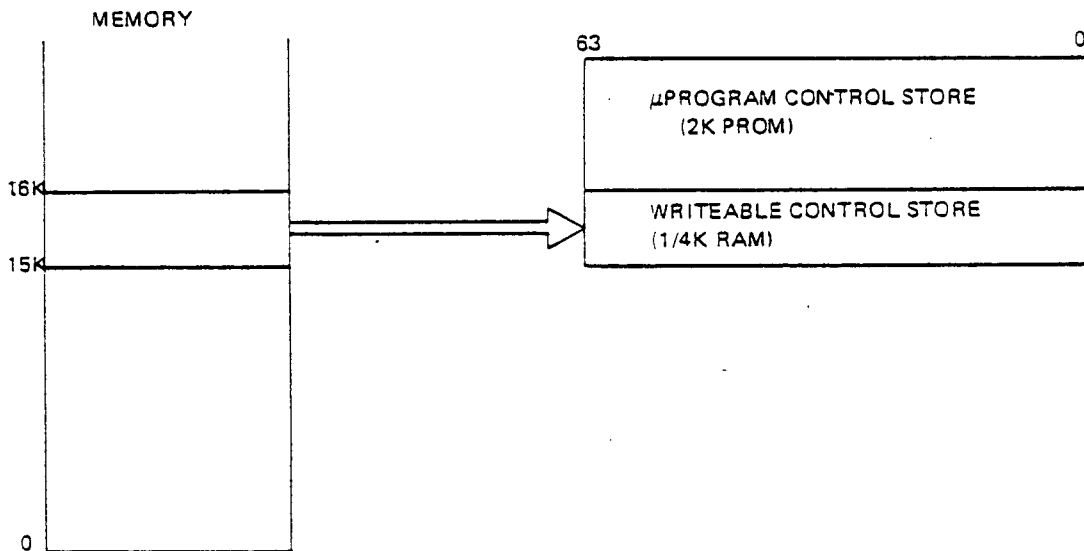 MEMORY
63
0
μPROGRAM CONTROL STORE
(2K PROM)
16K
WRITEABLE CONTROL STORE
(1/4K RAM)
15K
0